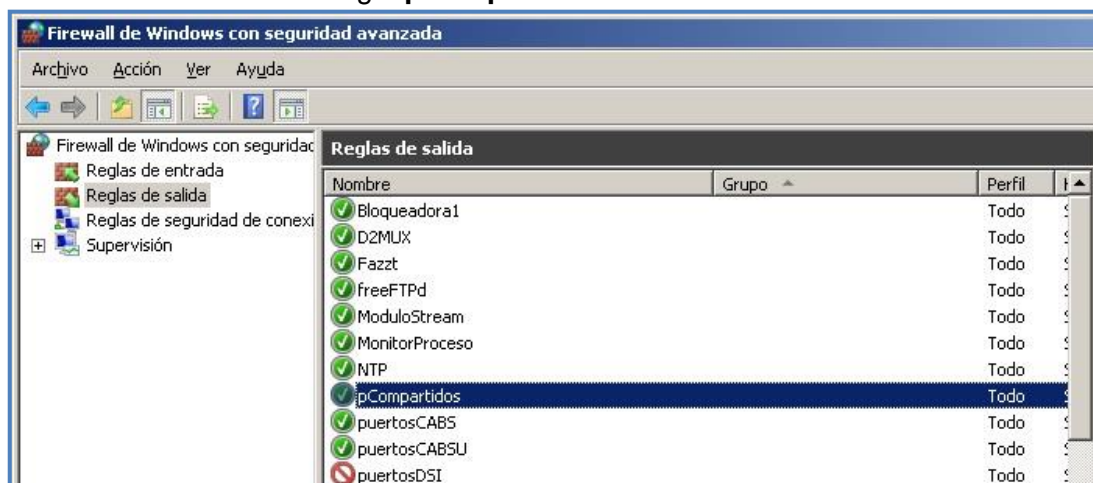 Firewall de Windows con seguridad avanzada
Archivo Acción Ver Ayuda
Firewall de Windows con seguridad
Reglas de entrada
Reglas de salida
Reglas de seguridad de conexi
Supervisión
Reglas de salida
Nombre Grupo Perfil
Bloqueadora1 Todo
D2MUX Todo
Fazzt Todo
freeFTPd Todo
ModuloStream Todo
MonitorProceso Todo
NTP Todo
pCompartidos Todo
puertosCABS Todo
puertosCABSU Todo
puertosDSI Todo